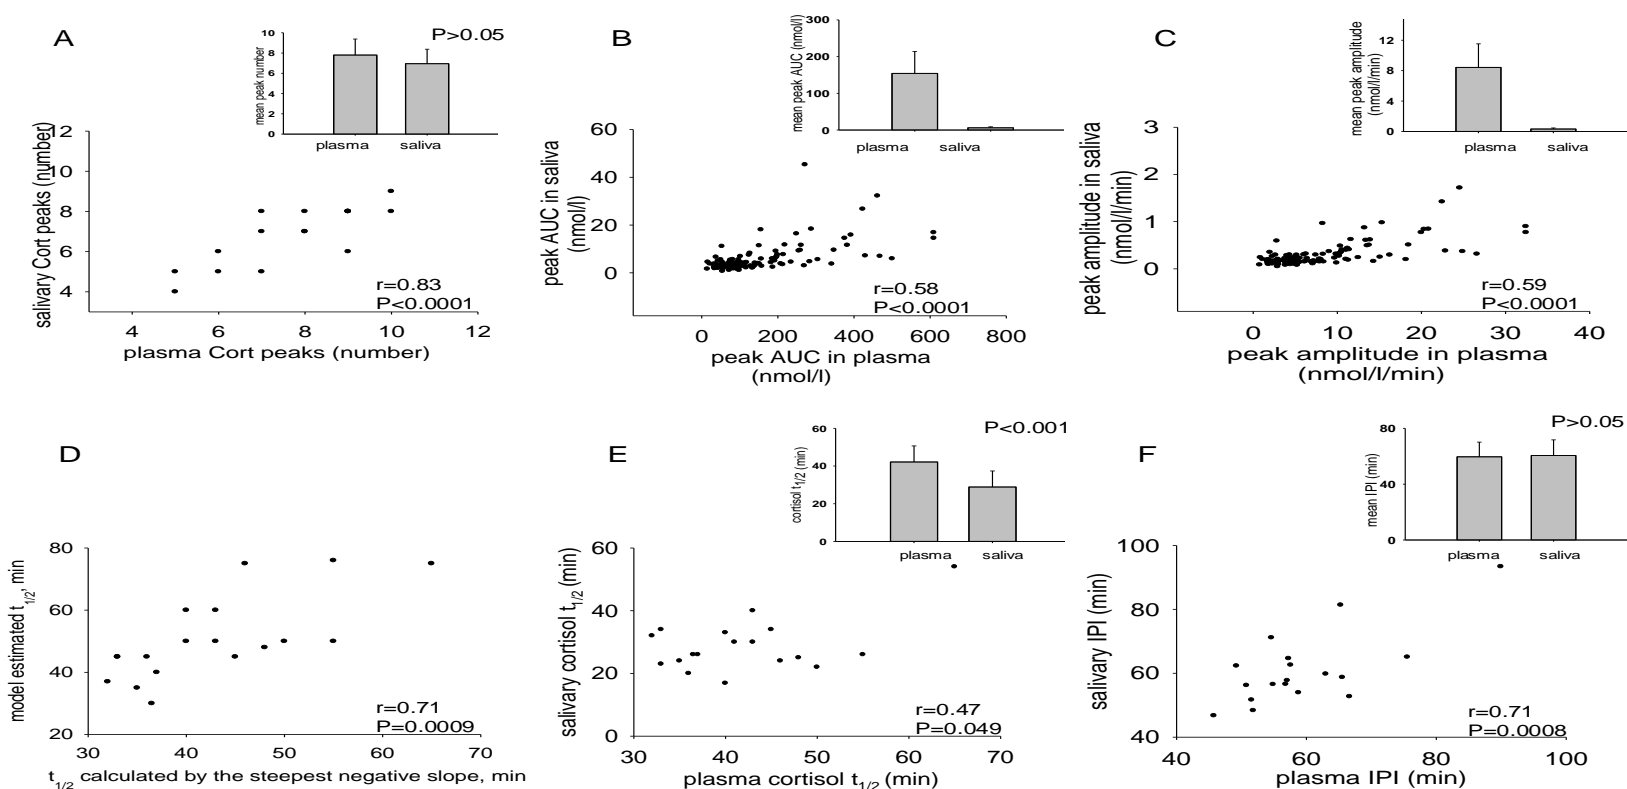 A
P>0.05
10
8
6
4
2
0
mean peak number
plasma
saliva
12
10
8
6
4
salivary Cort peaks (number)
r=0.83
P<0.0001
4
6
8
10
12
plasma Cort peaks (number)
B
300
200
100
0
mean peak AUC (nmol/l)
plasma
saliva
60
40
20
0
peak AUC in saliva
(nmol/l)
r=0.58
P<0.0001
0
200
400
600
800
peak AUC in plasma
(nmol/l)
C
12
8
4
0
mean peak amplitude
(nmol/l/min)
plasma
saliva
3
2
1
0
peak amplitude in saliva
(nmol/l/min)
r=0.59
P<0.0001
0
10
20
30
40
peak amplitude in plasma
(nmol/l/min)
D
80
60
40
20
model estimated t1/2, min
r=0.71
P=0.0009
30
40
50
60
70
t1/2 calculated by the steepest negative slope, min
E
P<0.001
60
40
20
0
cortisol t1/2 (min)
plasma
saliva
60
40
20
0
salivary cortisol t1/2 (min)
r=0.47
P=0.049
30
40
50
60
70
plasma cortisol t1/2 (min)
F
P>0.05
80
60
40
0
mean IPI (min)
plasma
saliva
100
80
60
40
salivary IPI (min)
r=0.71
P=0.0008
40
60
80
100
plasma IPI (min)